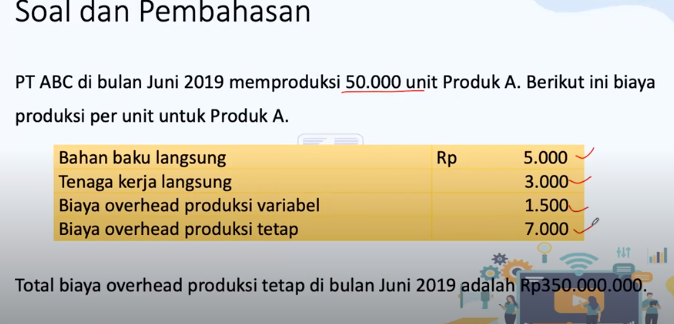 Soal dan Pembahasan
PT ABC di bulan Juni 2019 memproduksi 50.000 unit Produk A. Berikut ini biaya
produksi per unit untuk Produk A.
Bahan baku langsung Rp 5.000
Tenaga kerja langsung 3.000
Biaya overhead produksi variabel 1.500
Biaya overhead produksi tetap 7.000
Total biaya overhead produksi tetap di bulan Juni 2019 adalah Rp350.000.000.